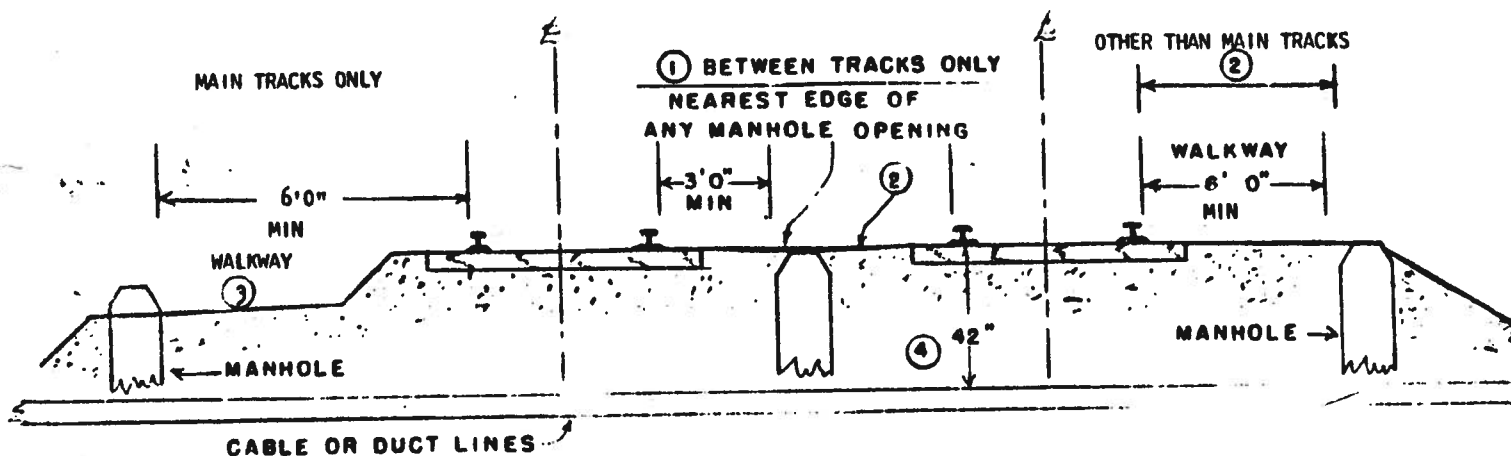 MAIN TRACKS ONLY
① BETWEEN TRACKS ONLY
NEAREST EDGE OF
ANY MANHOLE OPENING
OTHER THAN MAIN TRACKS
②
6'0"
MIN
3'0"
MIN
②
WALKWAY
6' 0"
MIN
WALKWAY
③
MANHOLE
④ 42"
MANHOLE
CABLE OR DUCT LINES